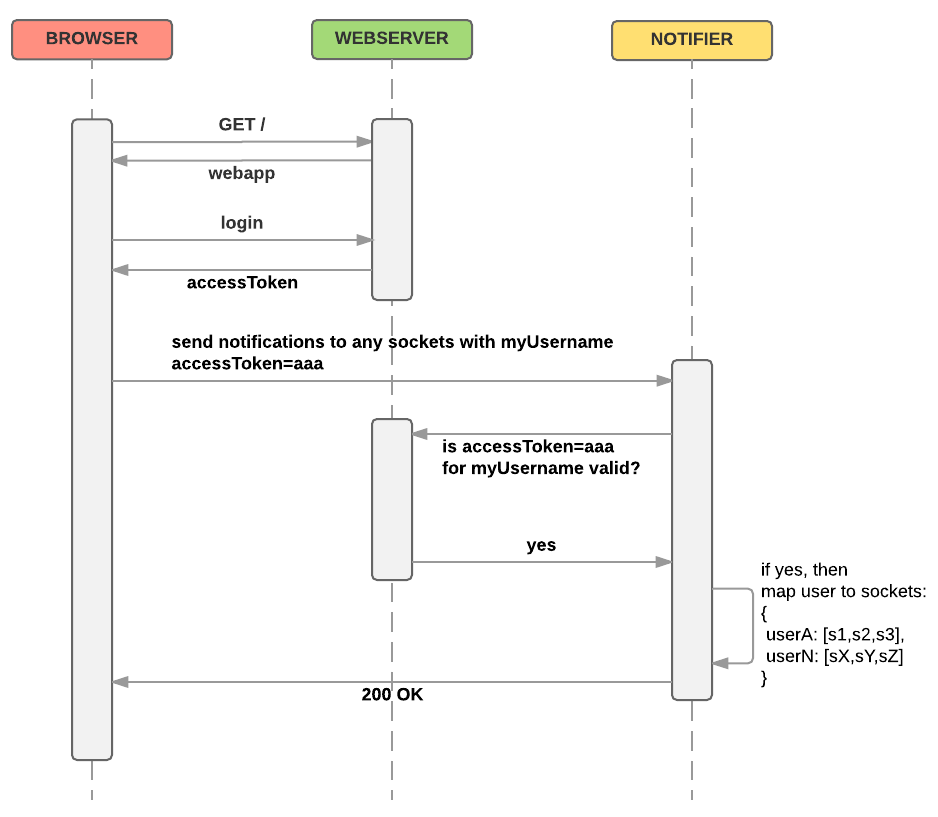 BROWSER
WEBSERVER
NOTIFIER
GET /
webapp
login
accessToken
send notifications to any sockets with myUsername
accessToken=aaa
is accessToken=aaa
for myUsername valid?
yes
if yes, then
map user to sockets:
{
userA: [s1,s2,s3],
userN: [sX,sY,sZ]
}
200 OK